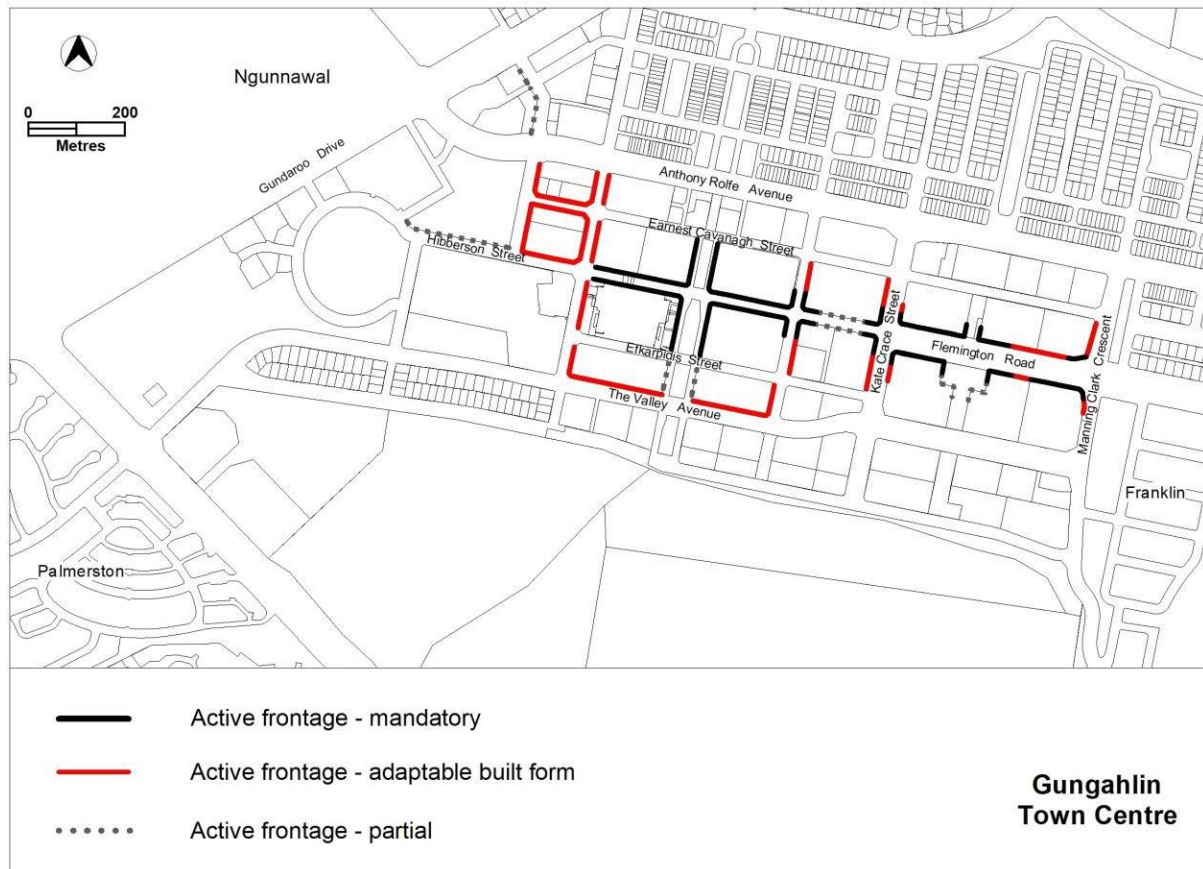 Ngunnawal
0 200
Metres
Gundaroo Drive
Anthony Rolfe Avenue
Earnest Cavanagh Street
Hibberson Street
Kate Crace Street
Flemington Road
Manning Clark Crescent
Efkarpidis Street
The Valley Avenue
Franklin
Palmerston
Active frontage - mandatory
Active frontage - adaptable built form
Active frontage - partial
Gungahlin
Town Centre